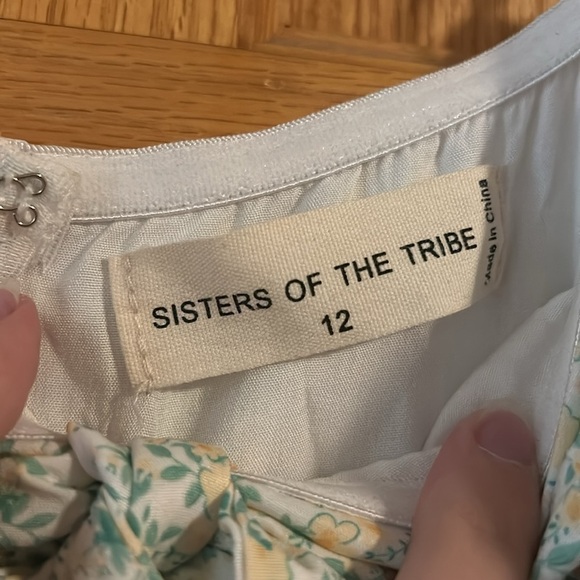 SISTERS OF THE TRIBE
12
Made in China